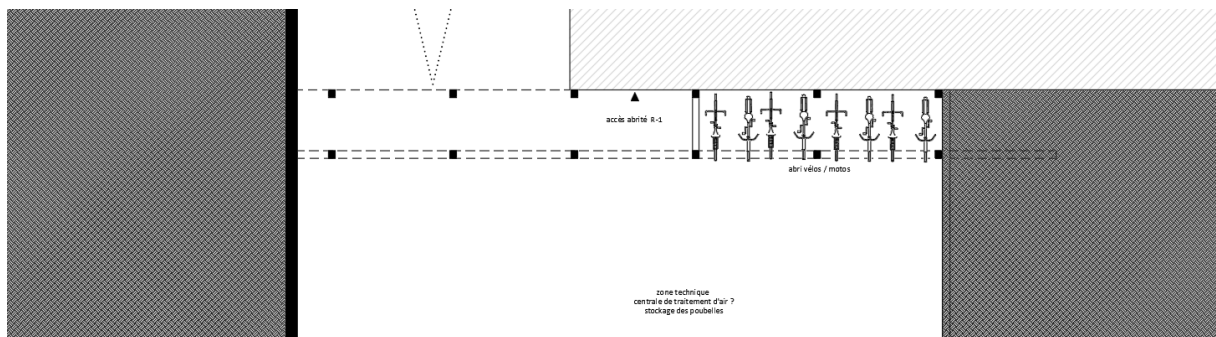 accès abrité R-1
abri vélos / motos
zone technique
centrale de traitement d'air ?
stockage des poubelles